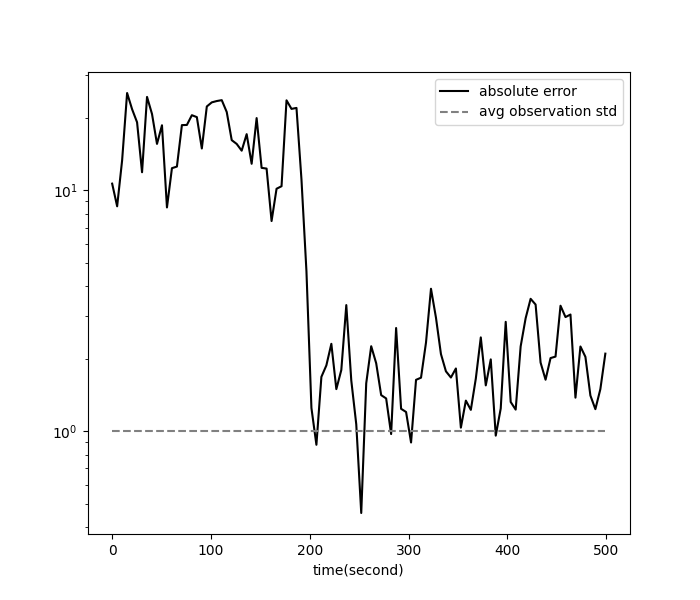 absolute error
avg observation std
10¹
10⁰
0 100 200 300 400 500
time(second)